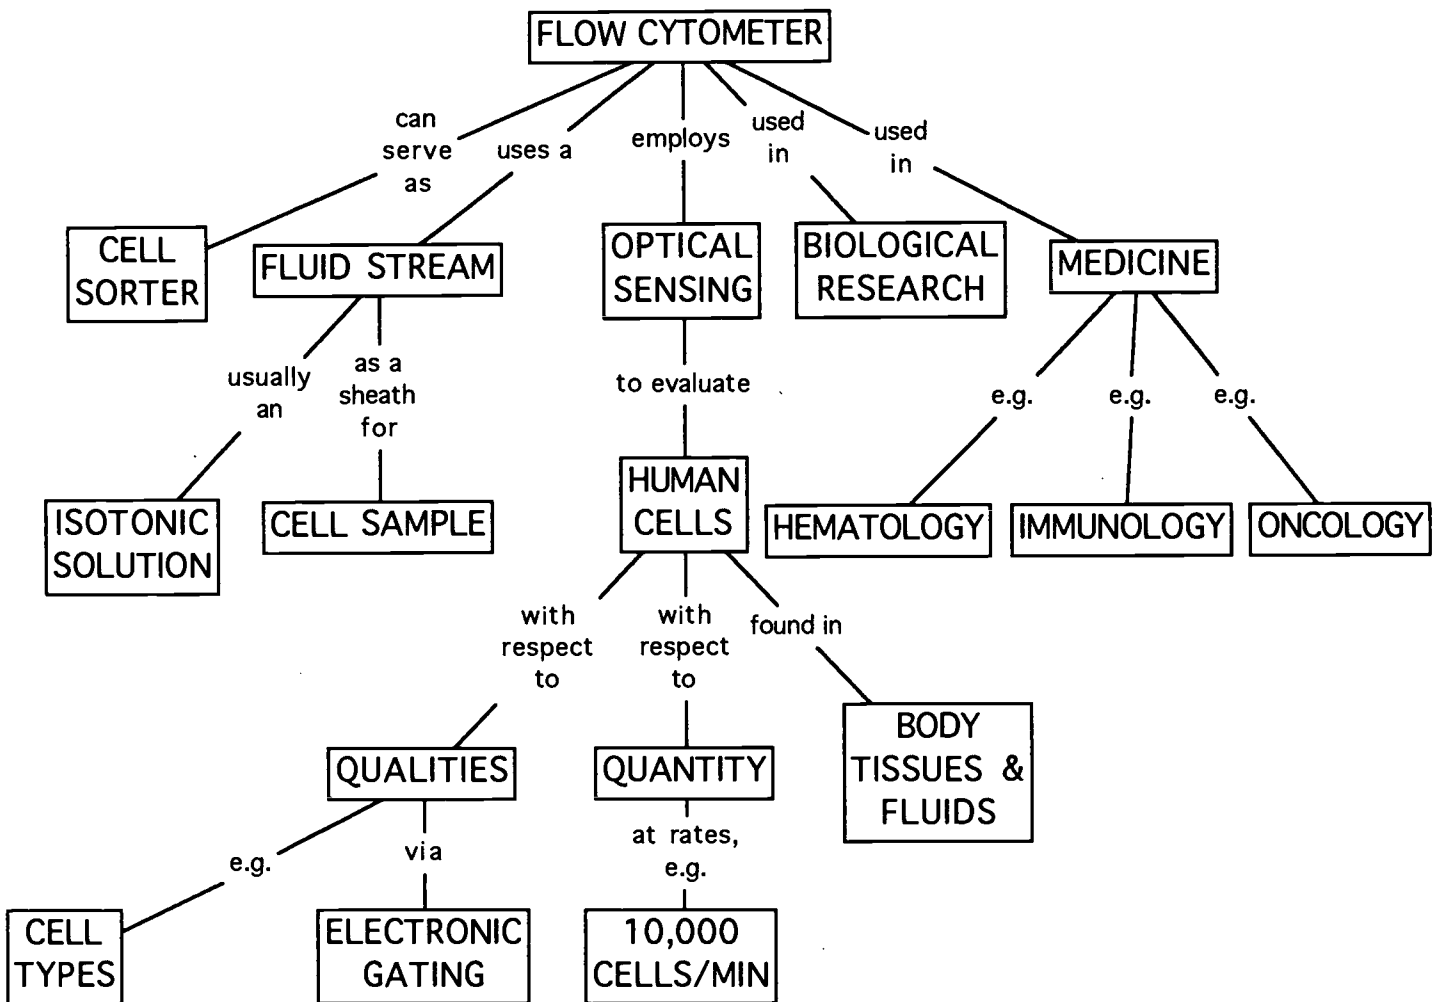 FLOW CYTOMETER
can
serve
as
uses a
employs
used
in
used
in
CELL
SORTER
FLUID STREAM
OPTICAL
SENSING
BIOLOGICAL
RESEARCH
MEDICINE
usually
an
as a
sheath
for
to evaluate
e.g.
e.g.
e.g.
ISOTONIC
SOLUTION
CELL SAMPLE
HUMAN
CELLS
HEMATOLOGY
IMMUNOLOGY
ONCOLOGY
with
respect
to
with
respect
to
found in
QUALITIES
QUANTITY
BODY
TISSUES &
FLUIDS
e.g.
via
at rates,
e.g.
CELL
TYPES
ELECTRONIC
GATING
10,000
CELLS/MIN